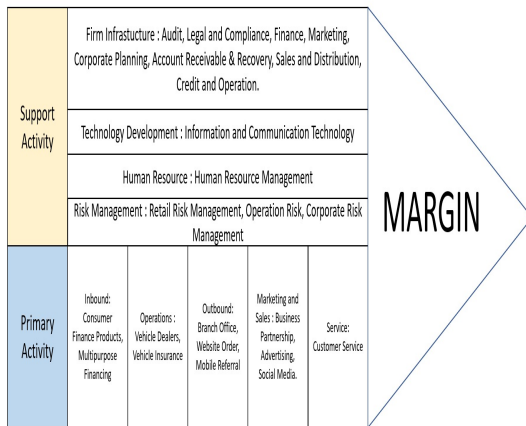 Firm Infrastucture : Audit, Legal and Compliance, Finance, Marketing,
Corporate Planning, Account Receivable & Recovery, Sales and Distribution,
Credit and Operation.
Support
Activity
Technology Development : Information and Communication Technology
Human Resource : Human Resource Management
Risk Management : Retail Risk Management, Operation Risk, Corporate Risk
Management
MARGIN
Primary
Activity
Inbound:
Consumer
Finance Products,
Multipurpose
Financing
Operations :
Vehicle Dealers,
Vehicle Insurance
Outbound:
Branch Office,
Website Order,
Mobile Referral
Marketing and
Sales : Business
Partnership,
Advertising,
Social Media.
Service:
Customer Service